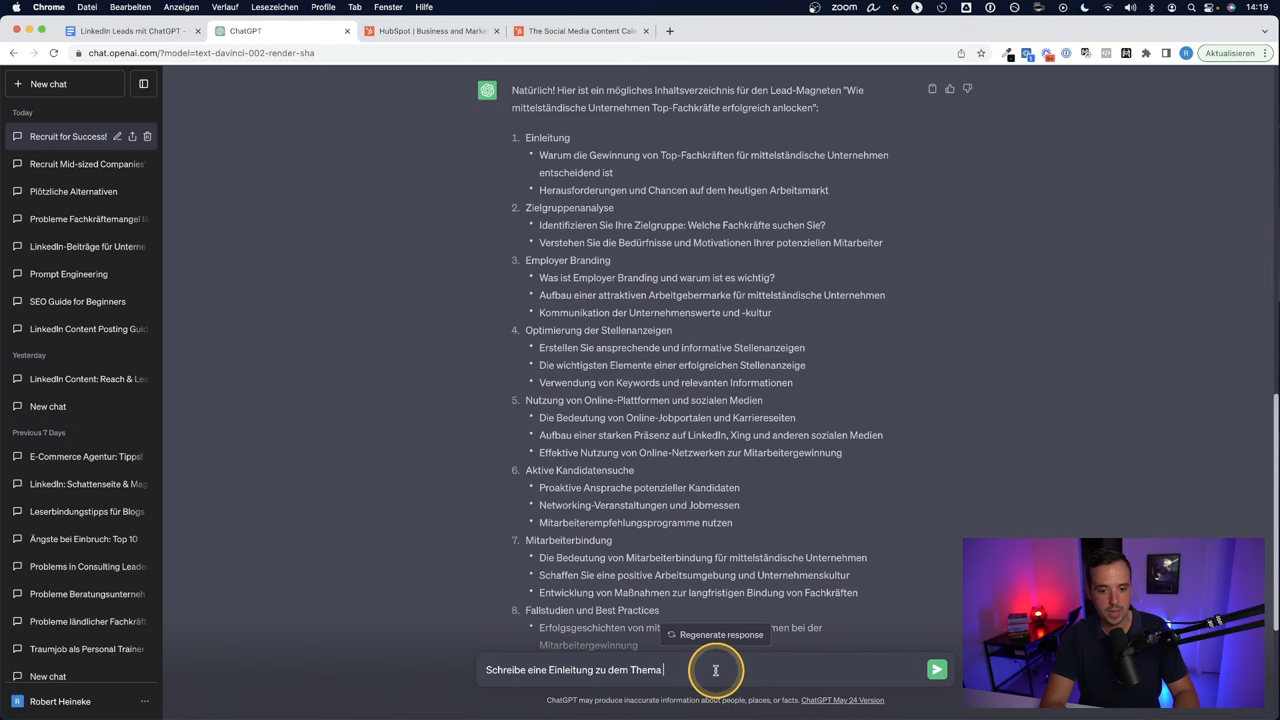 Chrome Ablage Bearbeiten Anzeigen Verlauf Lesezeichen Profile Tab Fenster Hilfe
zoom 14:19
LinkedIn Leads mit ChatGPT -
ChatGPT
HubSpot | Business and Marke
The Social Media Content Cale
chat.openai.com/?model=text-davinci-002-render-sha
Aktualisieren
New chat
Today
Recruit for Success!
Recruit Mid-sized Companies'
Plötzliche Alternativen
Probleme Fachkräftemangel lä
LinkedIn-Beiträge für Unterne
Prompt Engineering
SEO Guide for Beginners
LinkedIn Content Posting Guid
Yesterday
LinkedIn Content: Reach & Lea
New chat
Previous 7 Days
E-Commerce Agentur: Tipps!
LinkedIn: Schattenseite & Mag
Leserbindungstipps für Blogs
Ängste bei Einbruch: Top 10
Problems in Consulting Leade
Probleme Beratungsunterneh
Probleme ländlicher Fachkräf
Traumjob als Personal Trainer
New chat
Robert Heineke
Natürlich! Hier ist ein mögliches Inhaltsverzeichnis für den Lead-Magneten "Wie
mittelständische Unternehmen Top-Fachkräfte erfolgreich anlocken":
1. Einleitung
• Warum die Gewinnung von Top-Fachkräften für mittelständische Unternehmen
entscheidend ist
• Herausforderungen und Chancen auf dem heutigen Arbeitsmarkt
2. Zielgruppenanalyse
• Identifizieren Sie Ihre Zielgruppe: Welche Fachkräfte suchen Sie?
• Verstehen Sie die Bedürfnisse und Motivationen Ihrer potenziellen Mitarbeiter
3. Employer Branding
• Was ist Employer Branding und warum ist es wichtig?
• Aufbau einer attraktiven Arbeitgebermarke für mittelständische Unternehmen
• Kommunikation der Unternehmenswerte und -kultur
4. Optimierung der Stellenanzeigen
• Erstellen Sie ansprechende und informative Stellenanzeigen
• Die wichtigsten Elemente einer erfolgreichen Stellenanzeige
• Verwendung von Keywords und relevanten Informationen
5. Nutzung von Online-Plattformen und sozialen Medien
• Die Bedeutung von Online-Jobportalen und Karriereseiten
• Aufbau einer starken Präsenz auf LinkedIn, Xing und anderen sozialen Medien
• Effektive Nutzung von Online-Netzwerken zur Mitarbeitergewinnung
6. Aktive Kandidatensuche
• Proaktive Ansprache potenzieller Kandidaten
• Networking-Veranstaltungen und Jobmessen
• Mitarbeiterempfehlungsprogramme nutzen
7. Mitarbeiterbindung
• Die Bedeutung von Mitarbeiterbindung für mittelständische Unternehmen
• Schaffen Sie eine positive Arbeitsumgebung und Unternehmenskultur
• Entwicklung von Maßnahmen zur langfristigen Bindung von Fachkräften
8. Fallstudien und Best Practices
• Erfolgsgeschichten von mit men bei der
Mitarbeitergewinnung
Regenerate response
Schreibe eine Einleitung zu dem Thema
ChatGPT may produce inaccurate information about people, places, or facts. ChatGPT May 24 Version